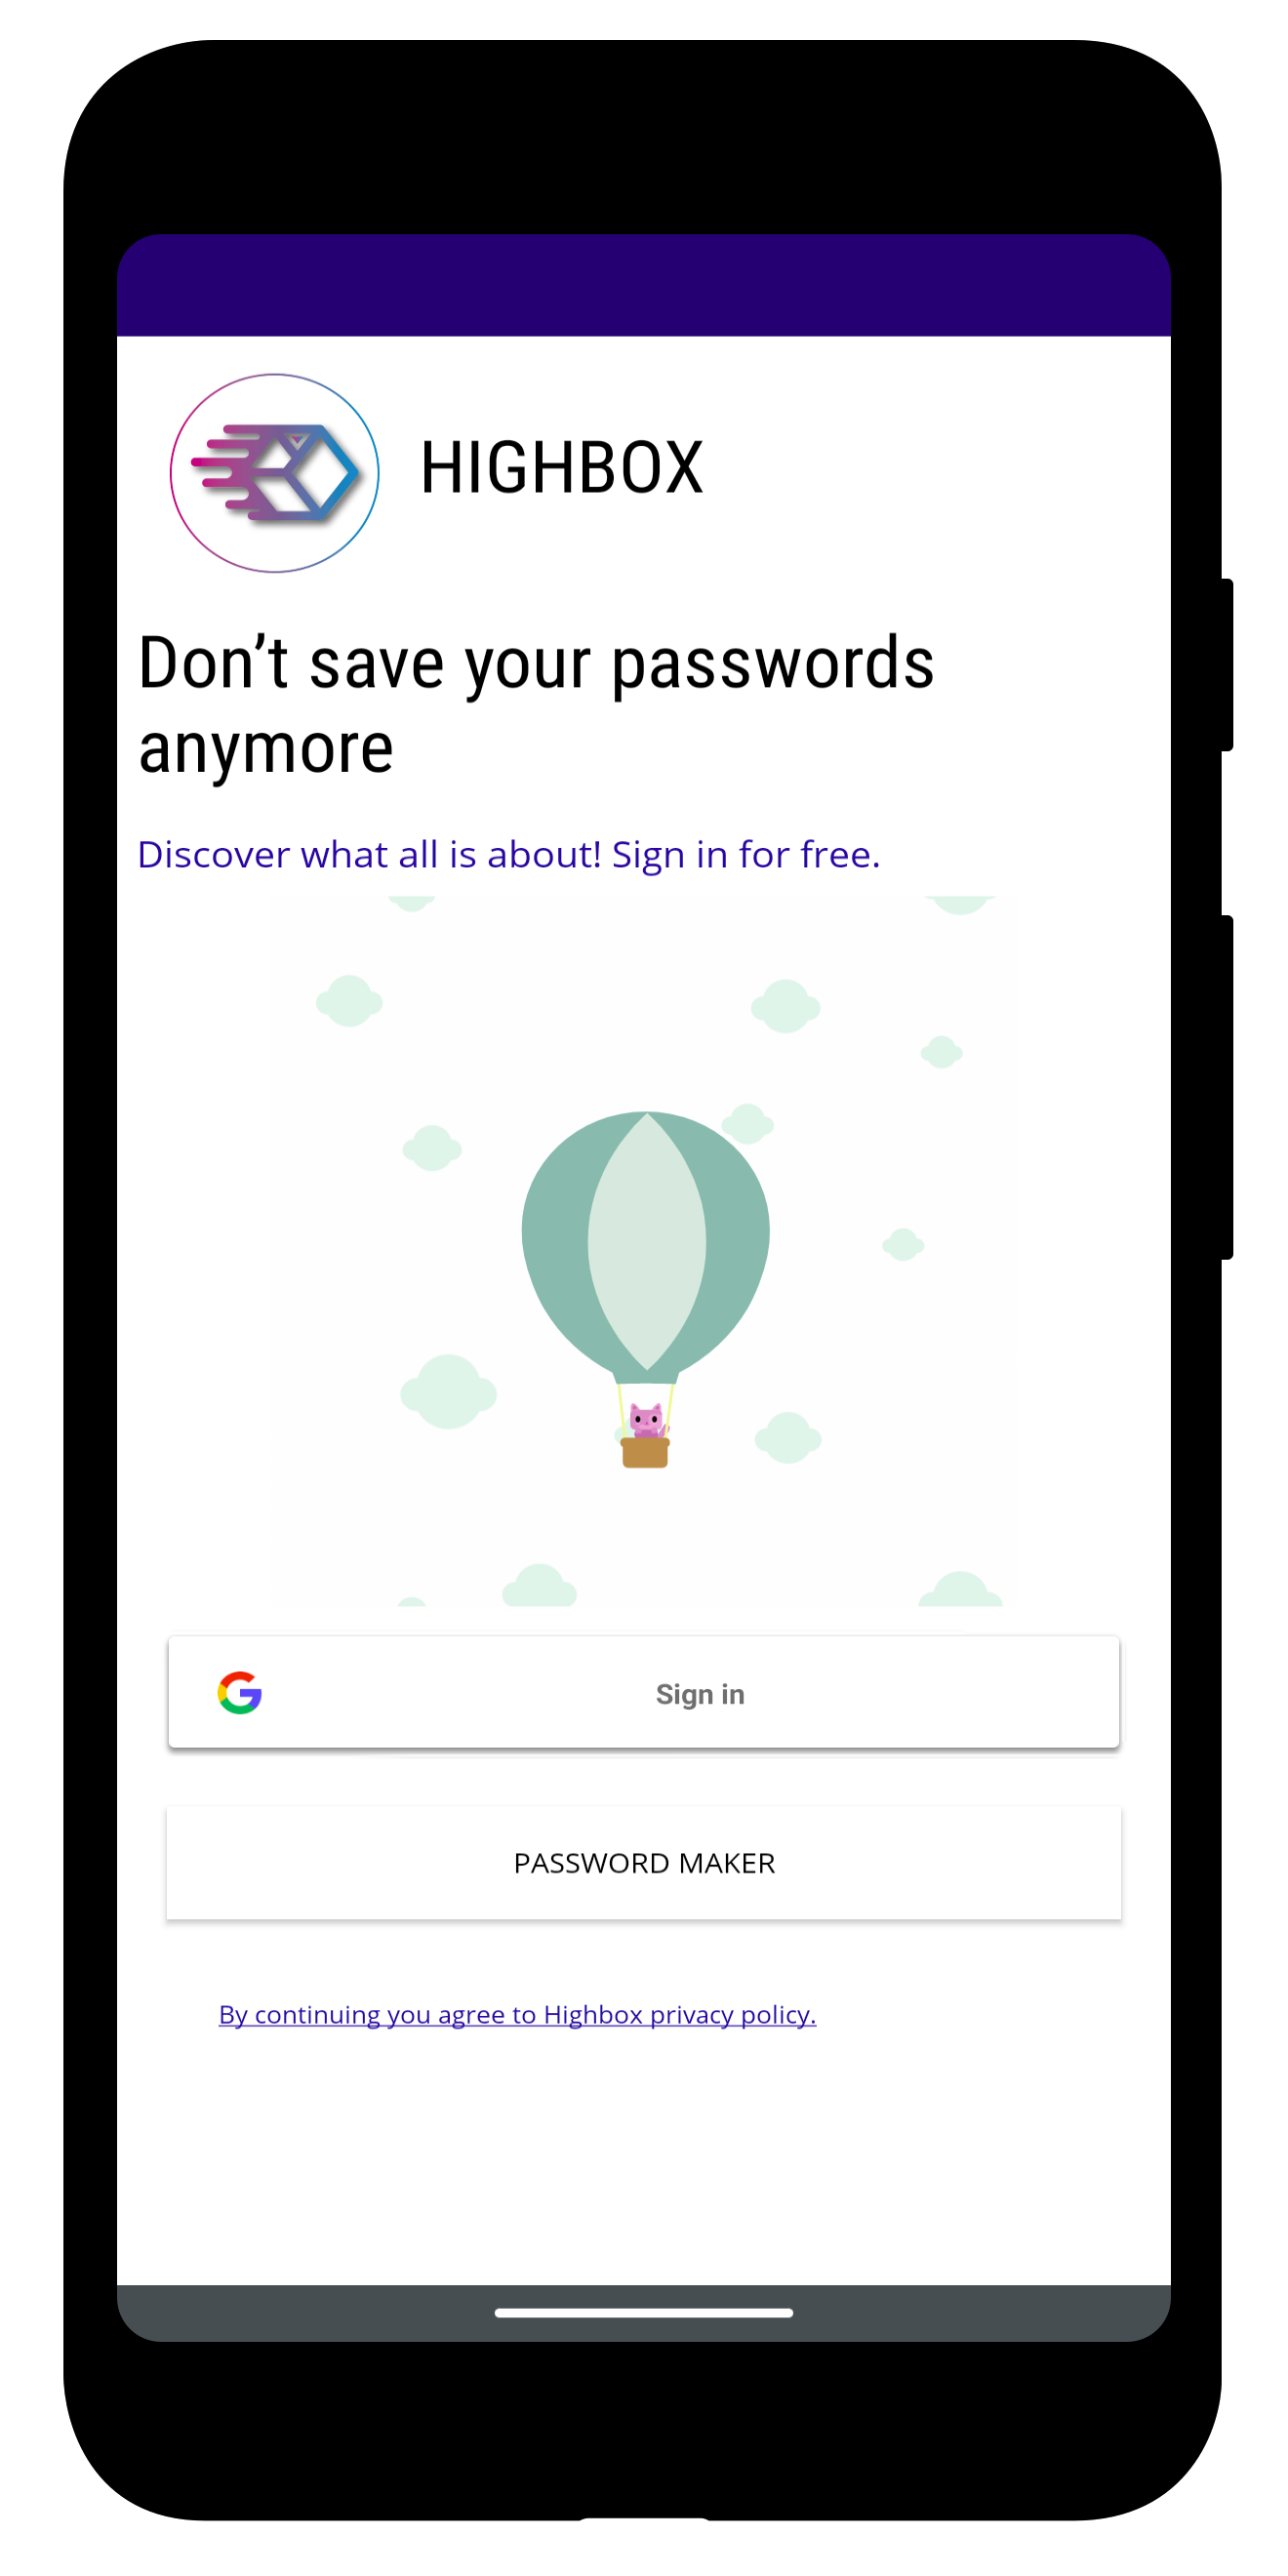 HIGHBOX
Don’t save your passwords
anymore
Discover what all is about! Sign in for free.
Sign in
PASSWORD MAKER
By continuing you agree to Highbox privacy policy.